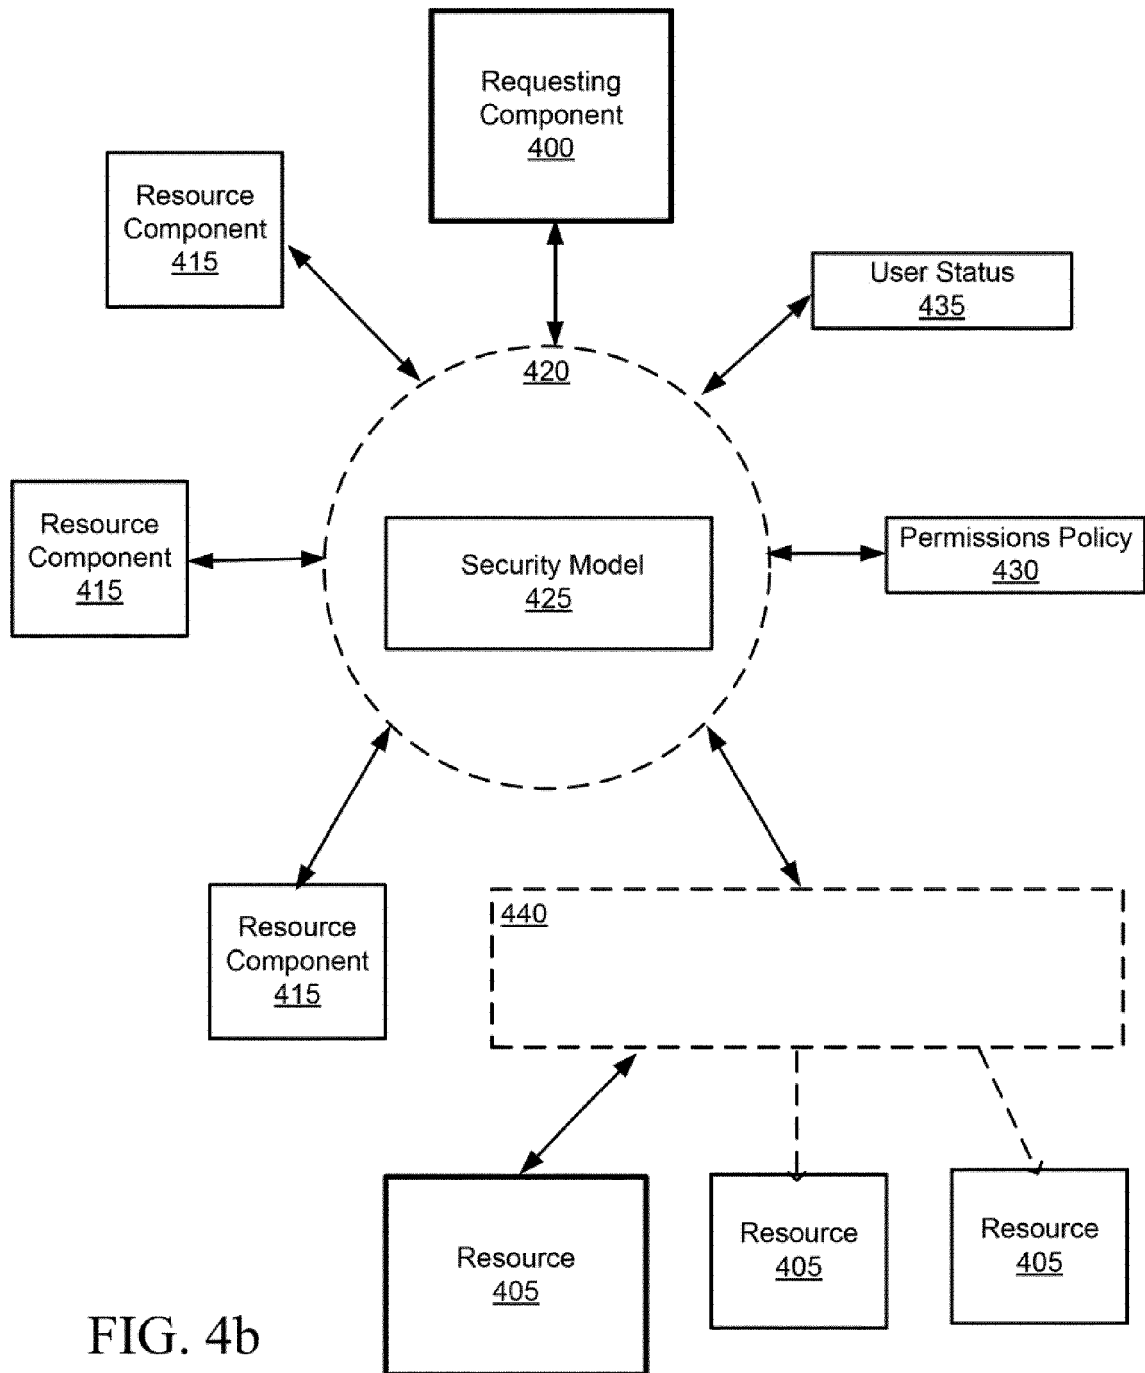 Requesting
Component
400
Resource
Component
415
User Status
435
420
Resource
Component
415
Security Model
425
Permissions Policy
430
Resource
Component
415
440
Resource
405
Resource
405
Resource
405
FIG. 4b